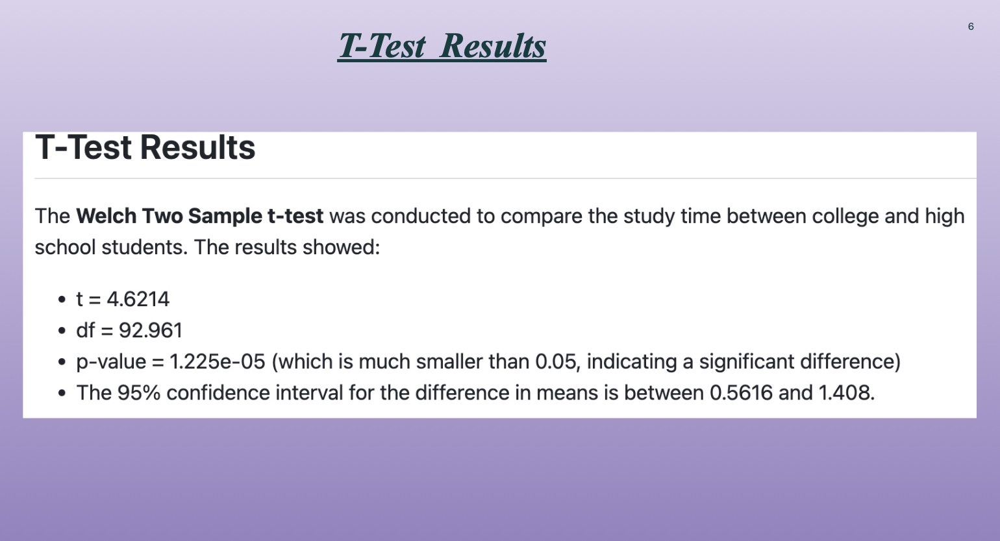 6
T-Test Results
T-Test Results
The Welch Two Sample t-test was conducted to compare the study time between college and high
school students. The results showed:
• t = 4.6214
• df = 92.961
• p-value = 1.225e-05 (which is much smaller than 0.05, indicating a significant difference)
• The 95% confidence interval for the difference in means is between 0.5616 and 1.408.